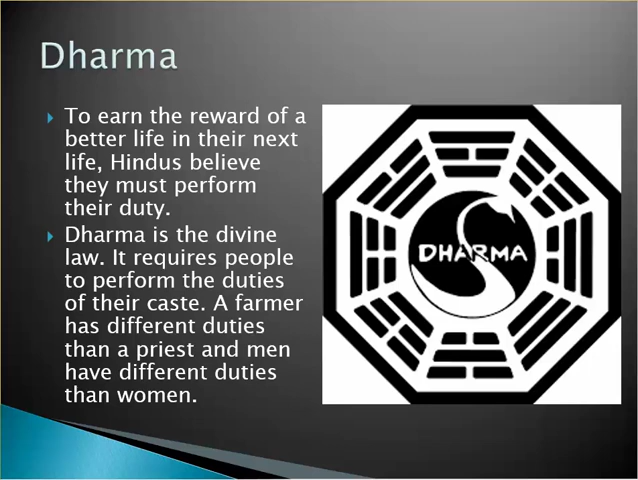 Dharma
To earn the reward of a
better life in their next
life, Hindus believe
they must perform
their duty.
Dharma is the divine
law. It requires people
to perform the duties
of their caste. A farmer
has different duties
than a priest and men
have different duties
than women.
DHARMA